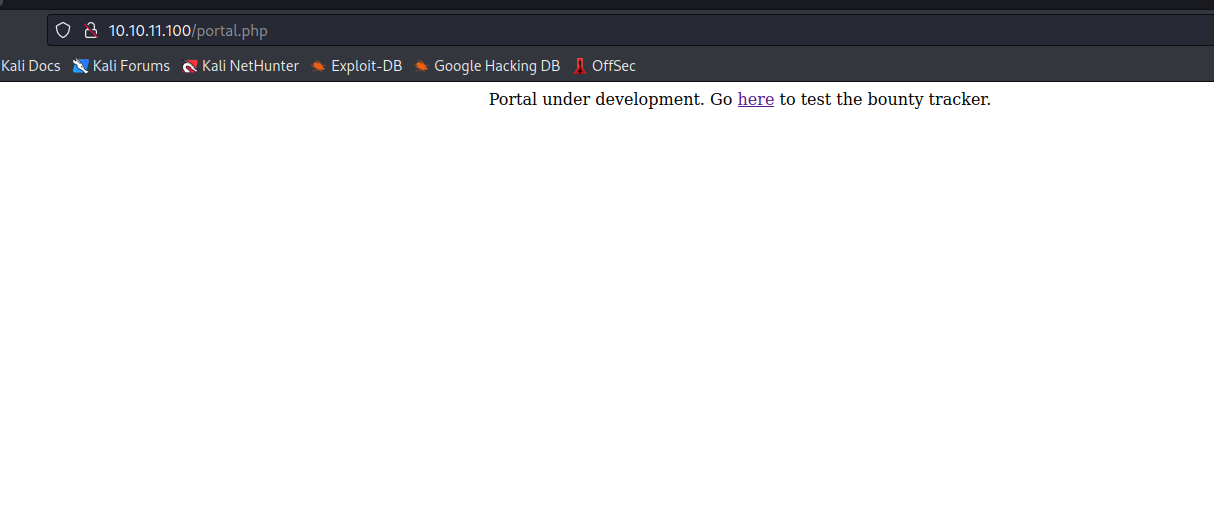 10.10.11.100/portal.php
Kali Docs Kali Forums Kali NetHunter Exploit-DB Google Hacking DB OffSec
Portal under development. Go here to test the bounty tracker.